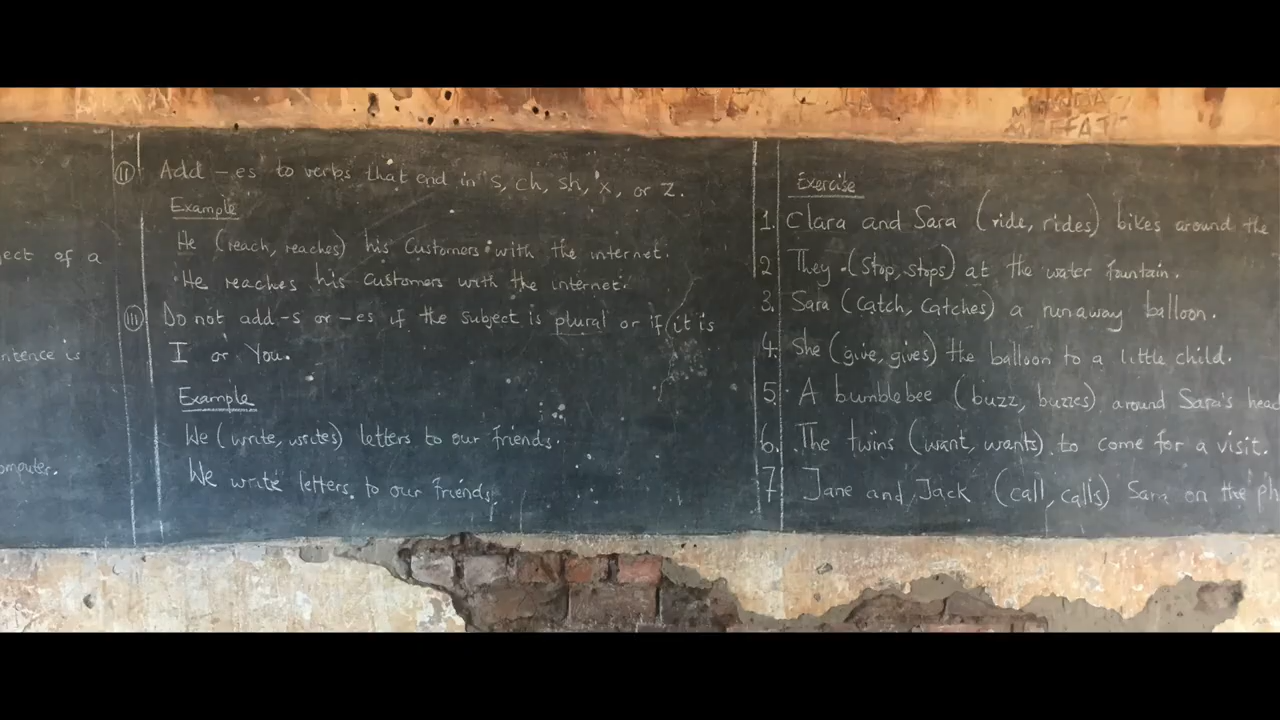 ect of a
ntence is
omputer.
(ii) Add -es to verbs that end in s, ch, sh, x, or z.
Example
He (reach, reaches) his customers with the internet.
He reaches his customers with the internet.
(iii) Do not add -s or -es if the subject is plural or if it is
I or You.
Example
We (write, writes) letters to our friends.
We write letters to our friends.
Exercise
1. Clara and Sara (ride, rides) bikes around the
2 They (stop, stops) at the water fountain.
3. Sara (catch, catches) a runaway balloon.
4. She (give, gives) the balloon to a little child.
5. A bumblebee (buzz, buzzes) around Sara's hea
6. The twins (want, wants) to come for a visit.
7 Jane and Jack (call, calls) Sara on the ph